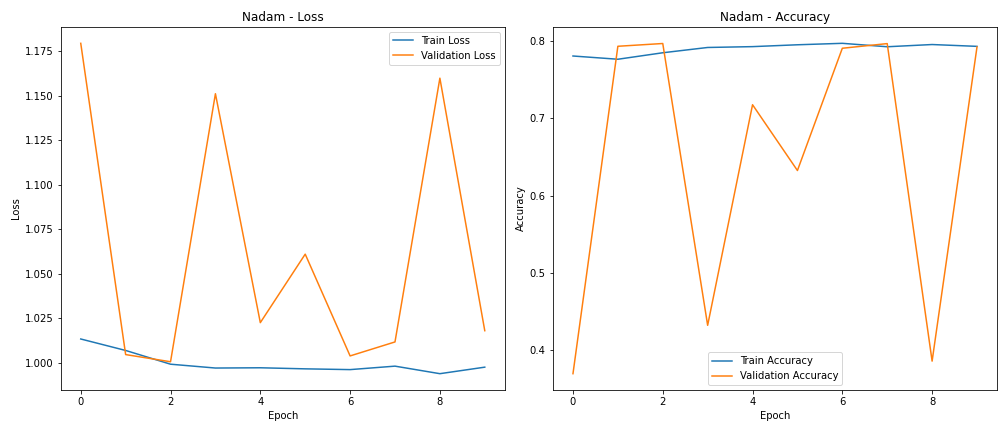 Nadam - Loss
1.175
1.150
1.125
1.100
1.075
1.050
1.025
1.000
Loss
Train Loss
Validation Loss
0 2 4 6 8
Epoch
Nadam - Accuracy
0.8
0.7
0.6
0.5
0.4
Accuracy
Train Accuracy
Validation Accuracy
0 2 4 6 8
Epoch